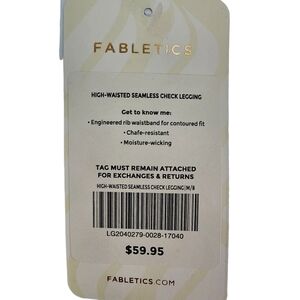 FABLETICS
HIGH-WAISTED SEAMLESS CHECK LEGGING
Get to know me:
• Engineered rib waistband for contoured fit
• Chafe-resistant
• Moisture-wicking
TAG MUST REMAIN ATTACHED
FOR EXCHANGES & RETURNS
HIGH-WAISTED SEAMLESS CHECK LEGGING|M/8
LG2040279-0028-17040
$59.95
FABLETICS.COM